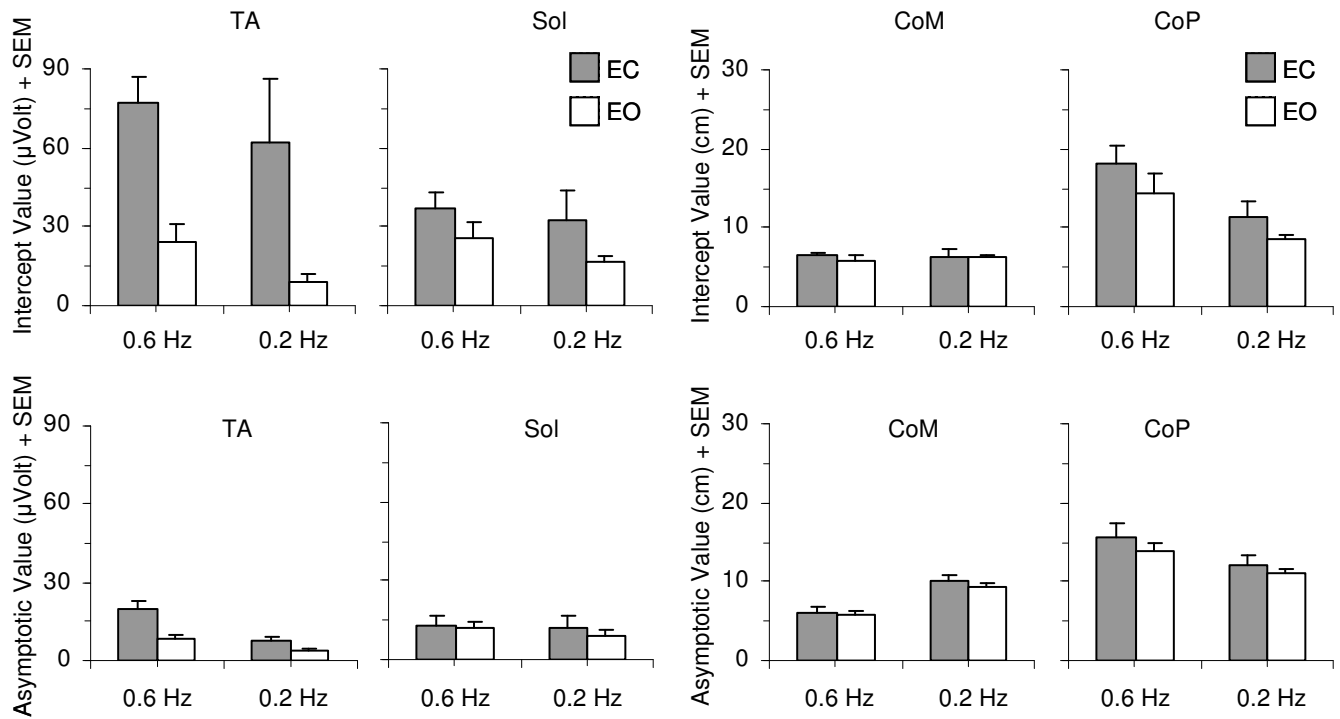 TA
Sol
CoM
CoP
Intercept Value (µVolt) + SEM
90
60
30
0
EC
EO
0.6 Hz
0.2 Hz
0.6 Hz
0.2 Hz
Intercept Value (cm) + SEM
30
20
10
0
EC
EO
0.6 Hz
0.2 Hz
0.6 Hz
0.2 Hz
Asymptotic Value (µVolt) + SEM
90
60
30
0
TA
Sol
0.6 Hz
0.2 Hz
0.6 Hz
0.2 Hz
Asymptotic Value (cm) + SEM
30
20
10
0
CoM
CoP
0.6 Hz
0.2 Hz
0.6 Hz
0.2 Hz